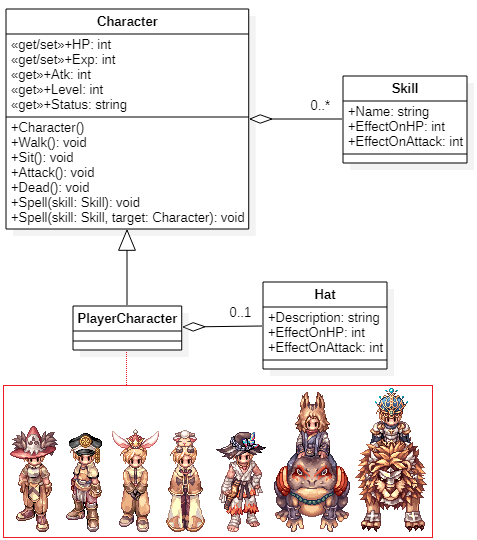 Character
«get/set»+HP: int
«get/set»+Exp: int
«get»+Atk: int
«get»+Level: int
«get»+Status: string
+Character()
+Walk(): void
+Sit(): void
+Attack(): void
+Dead(): void
+Spell(skill: Skill): void
+Spell(skill: Skill, target: Character): void
0..*
Skill
+Name: string
+EffectOnHP: int
+EffectOnAttack: int
PlayerCharacter
0..1
Hat
+Description: string
+EffectOnHP: int
+EffectOnAttack: int